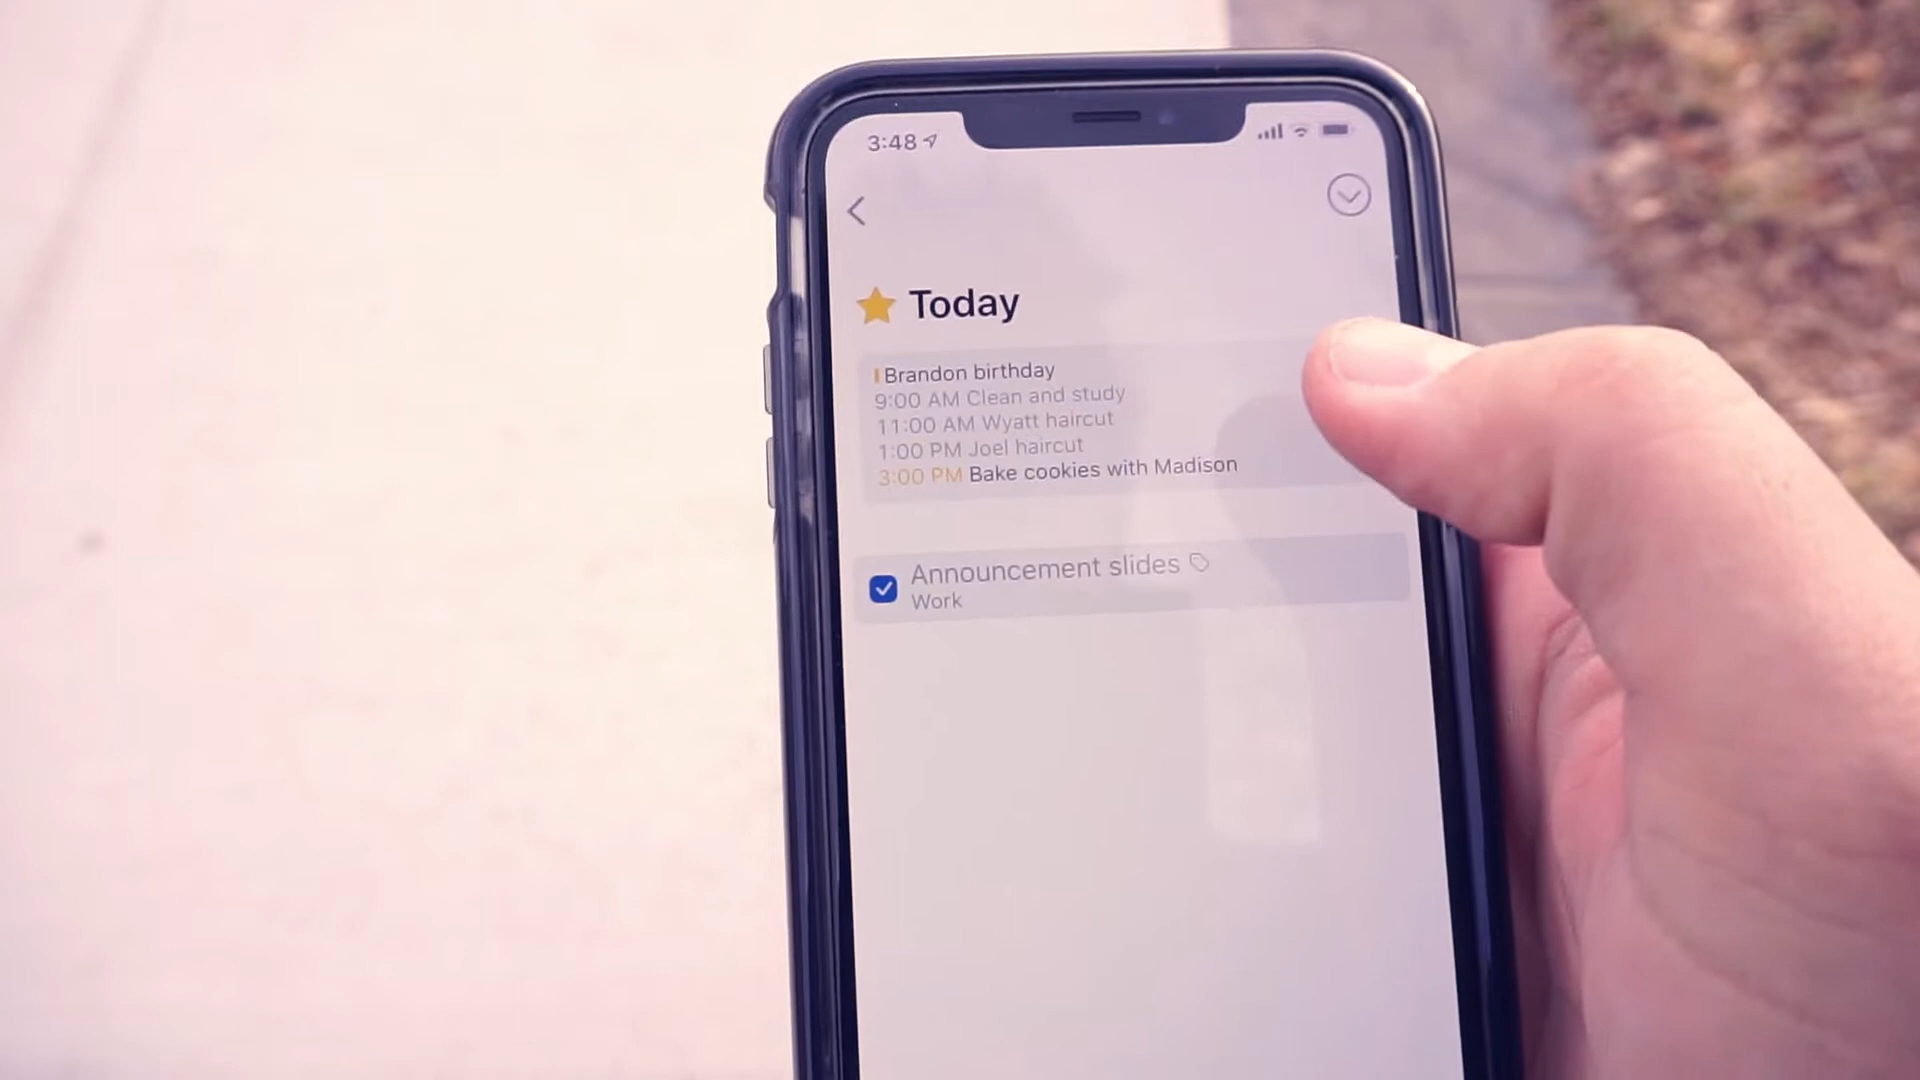 3:48
Today
Brandon birthday
9:00 AM Clean and study
11:00 AM Wyatt haircut
1:00 PM Joel haircut
3:00 PM Bake cookies with Madison
Announcement slides
Work